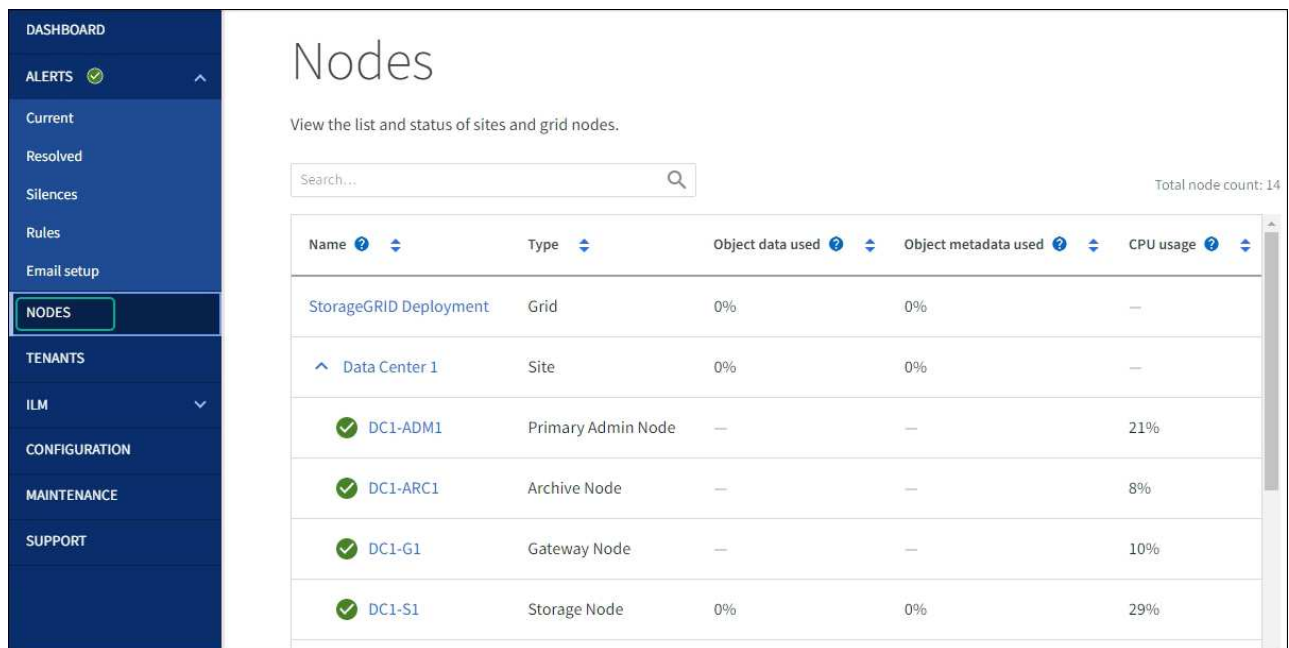 DASHBOARD
ALERTS
Current
Resolved
Silences
Rules
Email setup
NODES
TENANTS
ILM
CONFIGURATION
MAINTENANCE
SUPPORT
Nodes
View the list and status of sites and grid nodes.
Search...
Total node count: 14
Name ? Type Object data used ? Object metadata used ? CPU usage ?
StorageGRID Deployment Grid 0% 0% —
Data Center 1 Site 0% 0% —
DC1-ADM1 Primary Admin Node — — 21%
DC1-ARC1 Archive Node — — 8%
DC1-G1 Gateway Node — — 10%
DC1-S1 Storage Node 0% 0% 29%